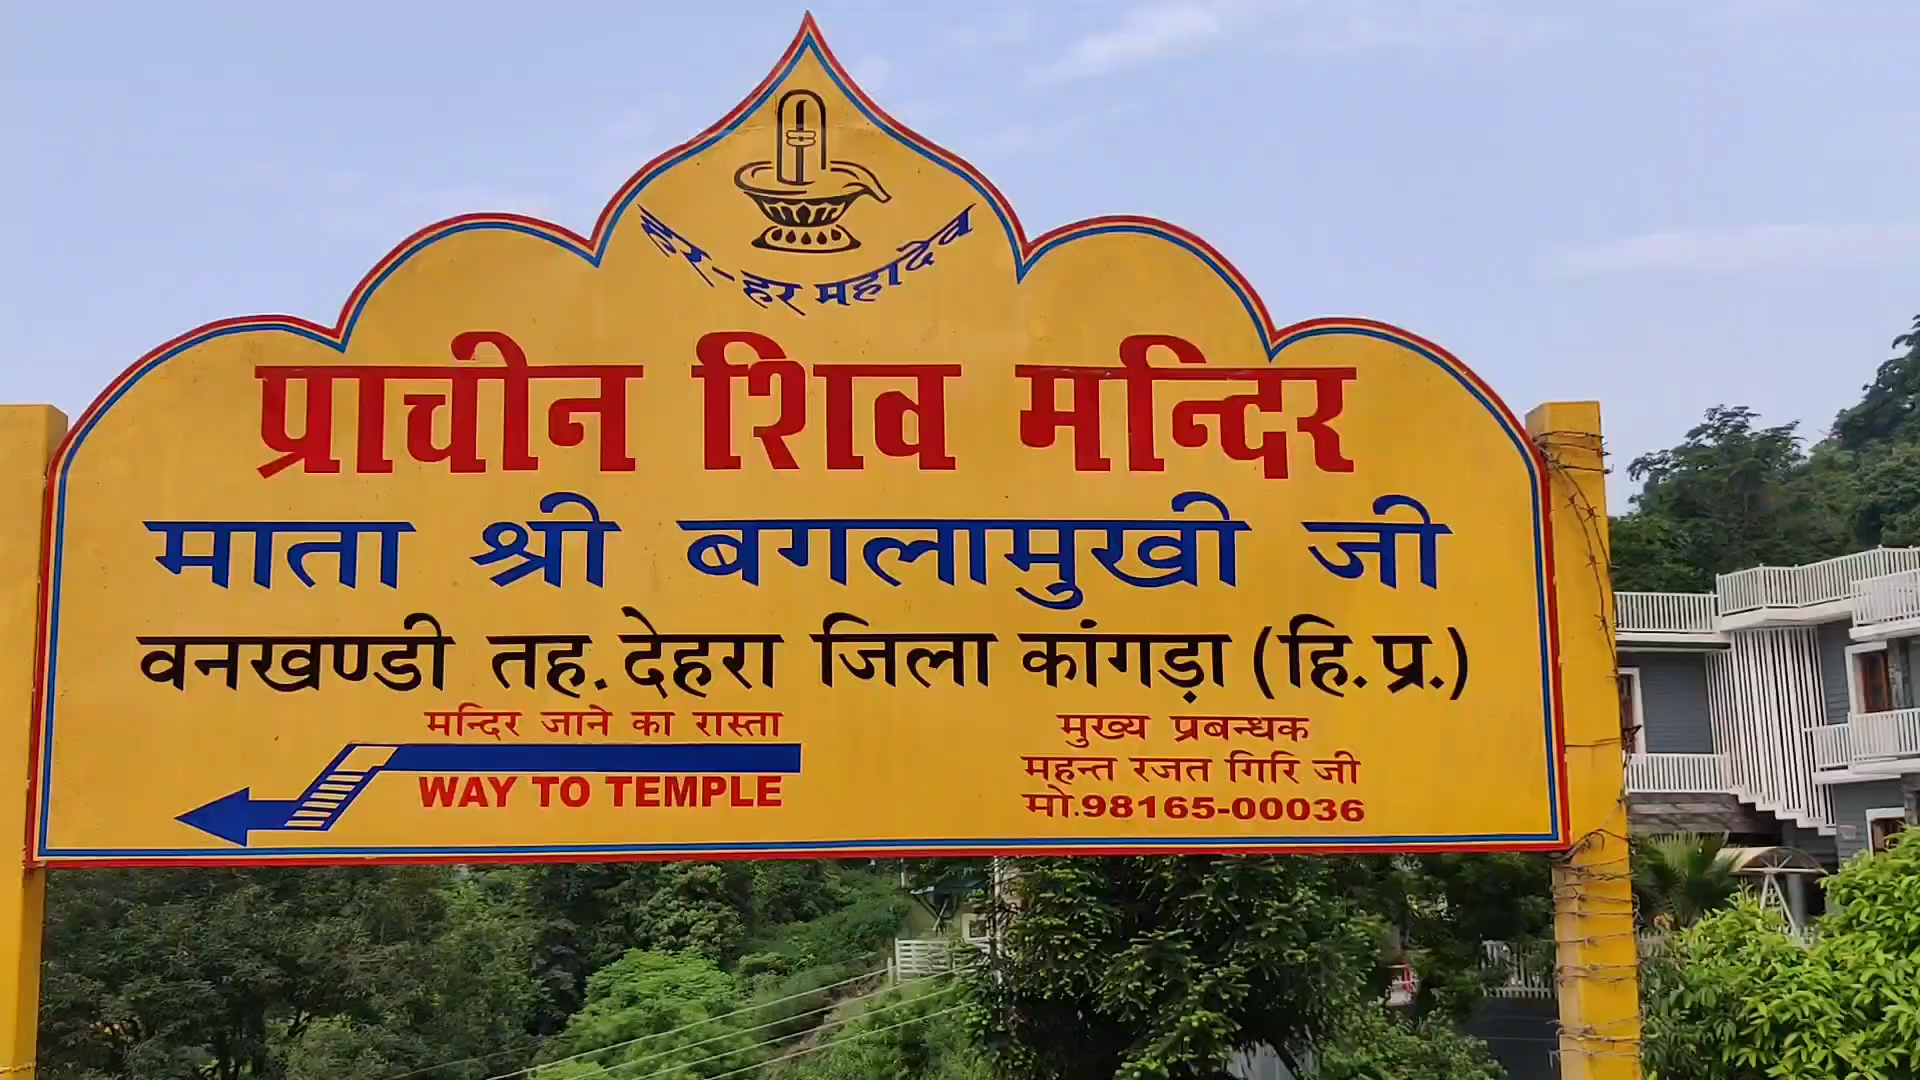 हर-हर महादेव
प्राचीन शिव मन्दिर
माता श्री बगलामुखी जी
वनखण्डी तह. देहरा जिला कांगड़ा (हि. प्र.)
मन्दिर जाने का रास्ता
WAY TO TEMPLE
मुख्य प्रबन्धक
महन्त रजत गिरि जी
मो.98165-00036